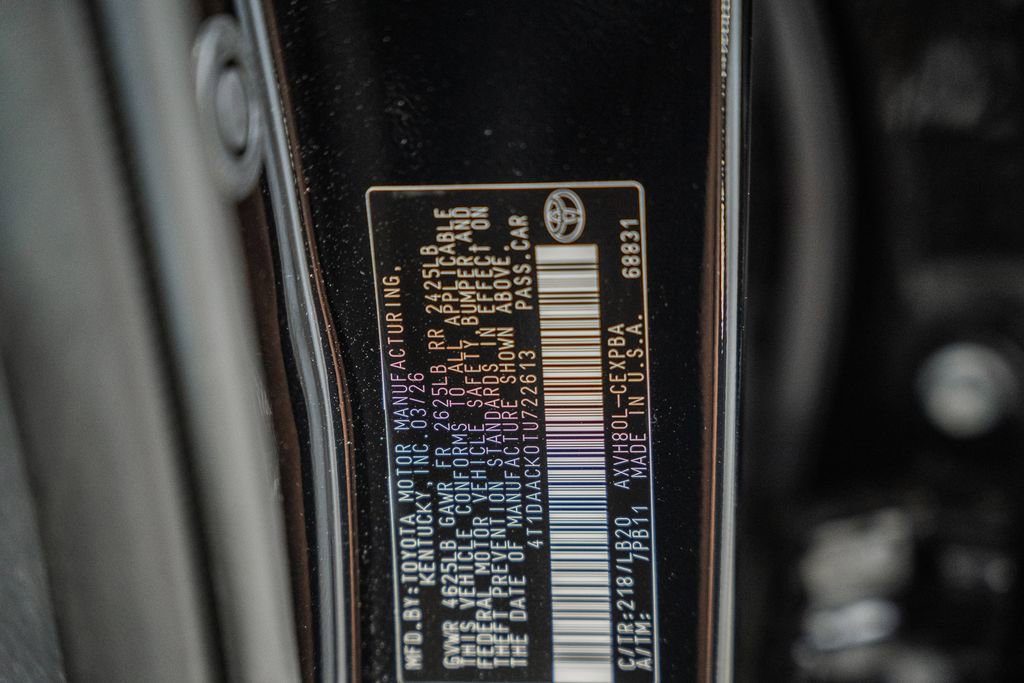 MFD.BY:TOYOTA MOTOR MANUFACTURING,
KENTUCKY, INC.03/26
GVWR 4625LB GAWR FR 2625LB RR 2425LB
THIS VEHICLE CONFORMS TO ALL APPLICABLE
FEDERAL MOTOR VEHICLE SAFETY, BUMPER AND
THEFT PREVENTION STANDARDS IN EFFECT ON
THE DATE OF MANUFACTURE SHOWN ABOVE.
4T1DAACK0TU722613 PASS.CAR
C/TR:218/LB20 AXVH80L-CEXPBA 68831
A/TM: 7PB11 MADE IN U.S.A.